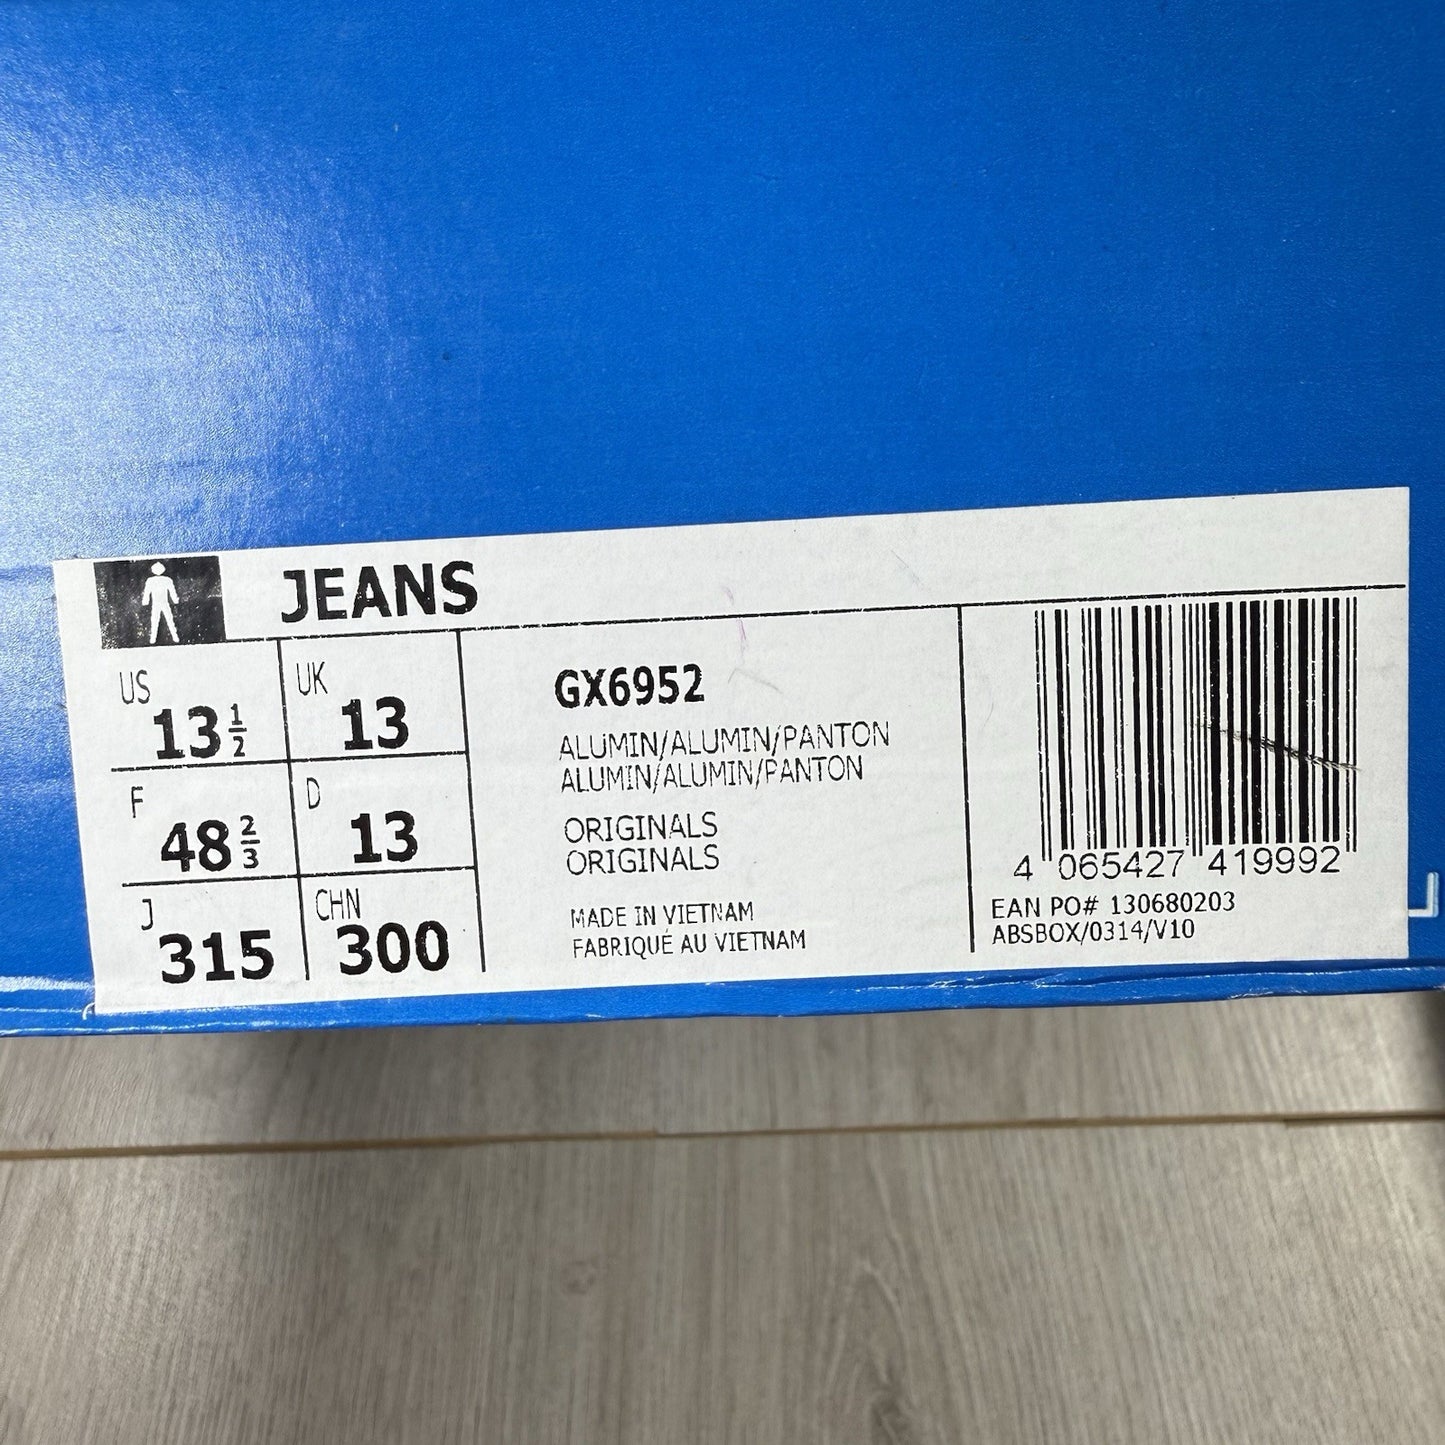 JEANS
US 13 1/2
UK 13
F 48 2/3
D 13
J 315
CHN 300
GX6952
ALUMIN/ALUMIN/PANTON
ALUMIN/ALUMIN/PANTON
ORIGINALS
ORIGINALS
MADE IN VIETNAM
FABRIQUÉ AU VIETNAM
4 065427 419992
EAN PO# 130680203
ABSBOX/0314/V10